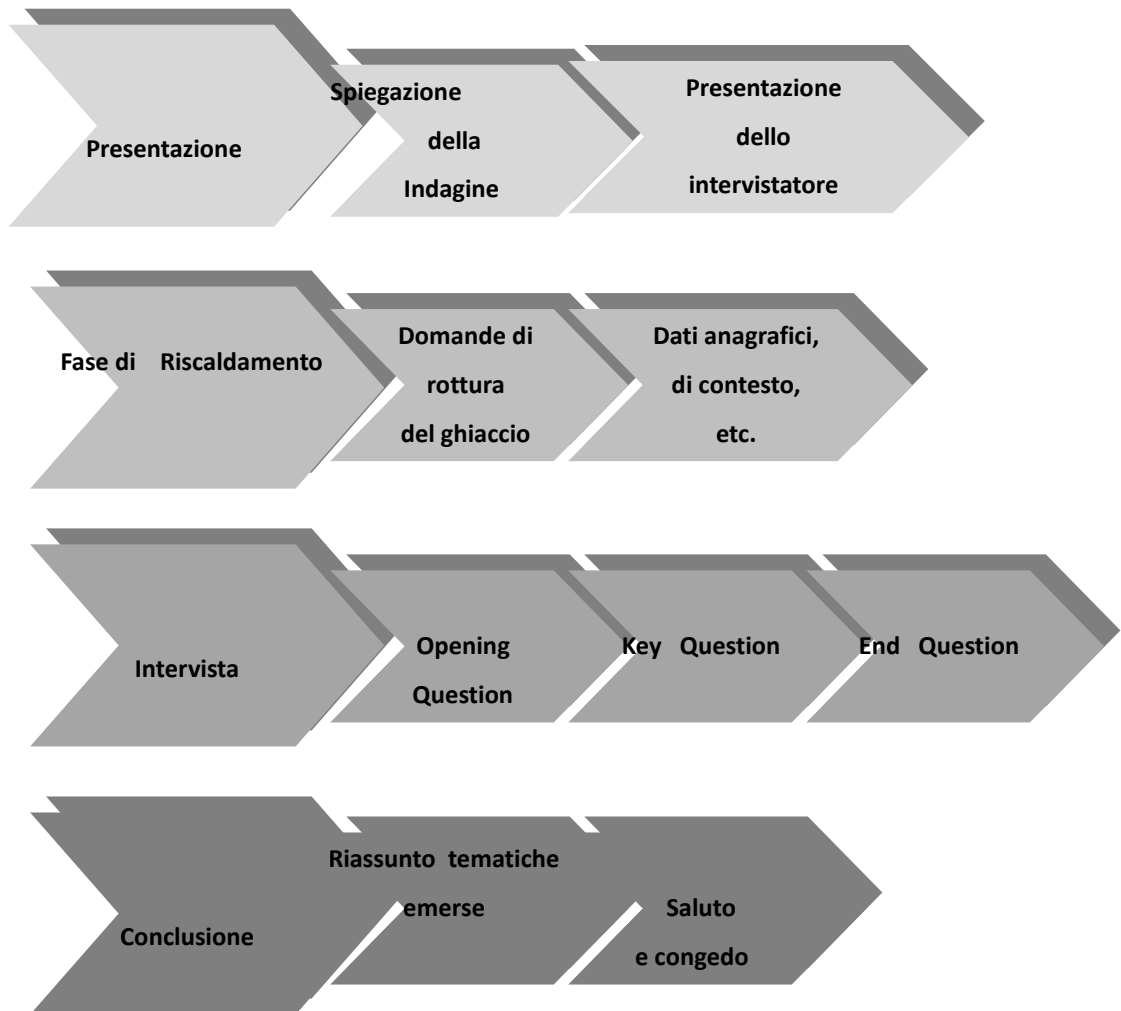 Presentazione
Spiegazione
della
Indagine
Presentazione
dello
intervistatore
Fase di Riscaldamento
Domande di
rottura
del ghiaccio
Dati anagrafici,
di contesto,
etc.
Intervista
Opening
Question
Key Question
End Question
Conclusione
Riassunto tematiche
emerse
Saluto
e congedo